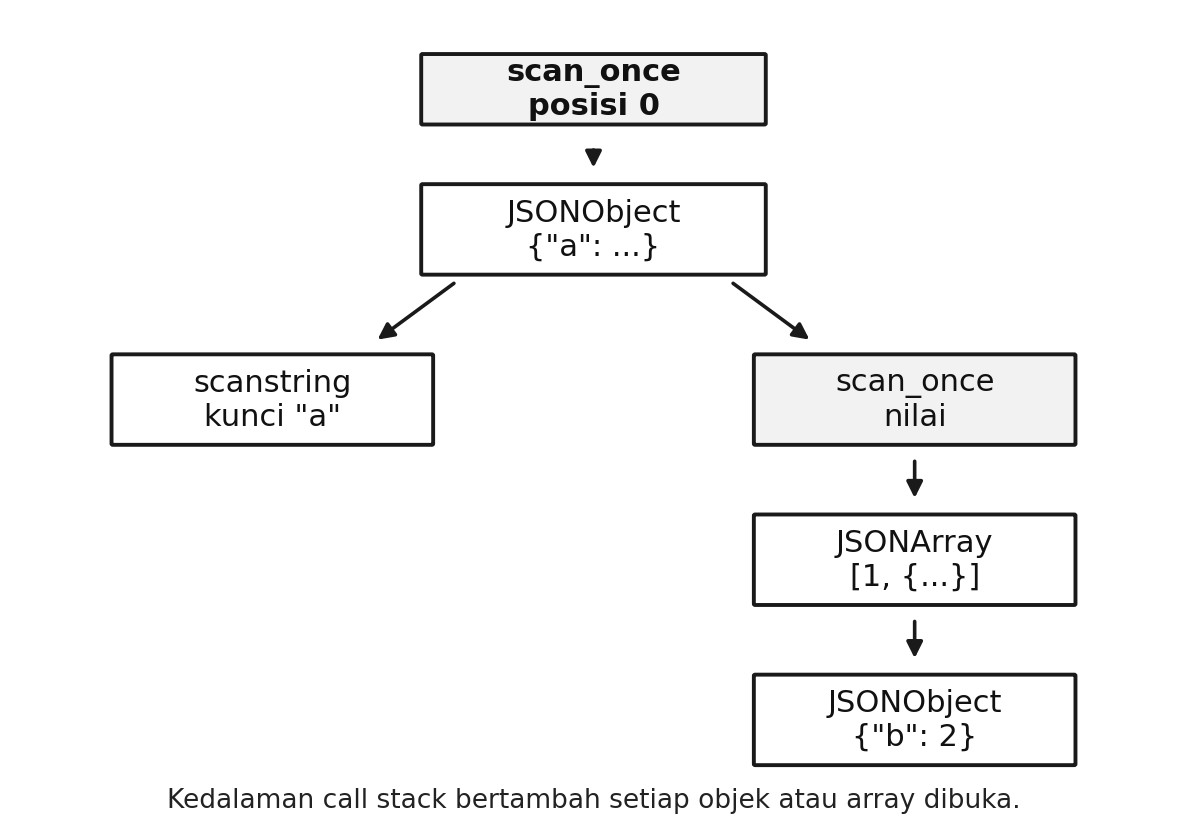 scan_once
posisi 0
JSONObject
{"a": ...}
scanstring
kunci "a"
scan_once
nilai
JSONArray
[1, {...}]
JSONObject
{"b": 2}
Kedalaman call stack bertambah setiap objek atau array dibuka.